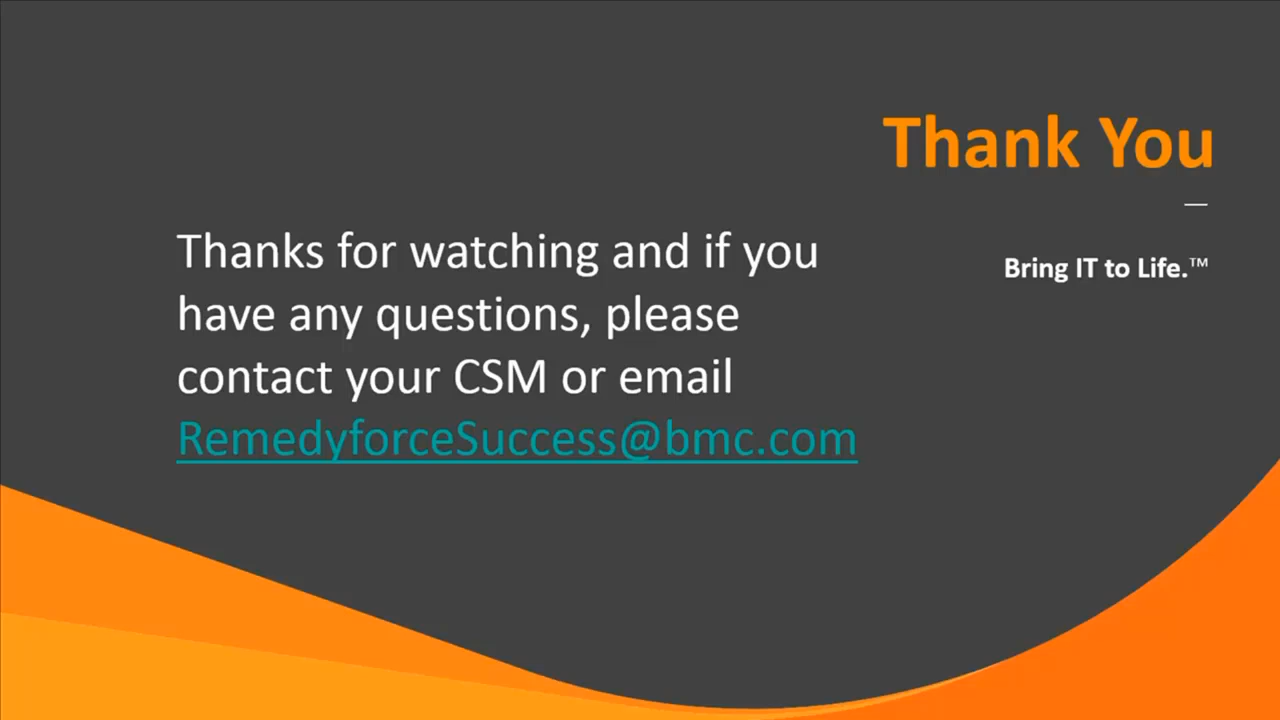 Thank You
Bring IT to Life.™
Thanks for watching and if you
have any questions, please
contact your CSM or email
RemedyforceSuccess@bmc.com